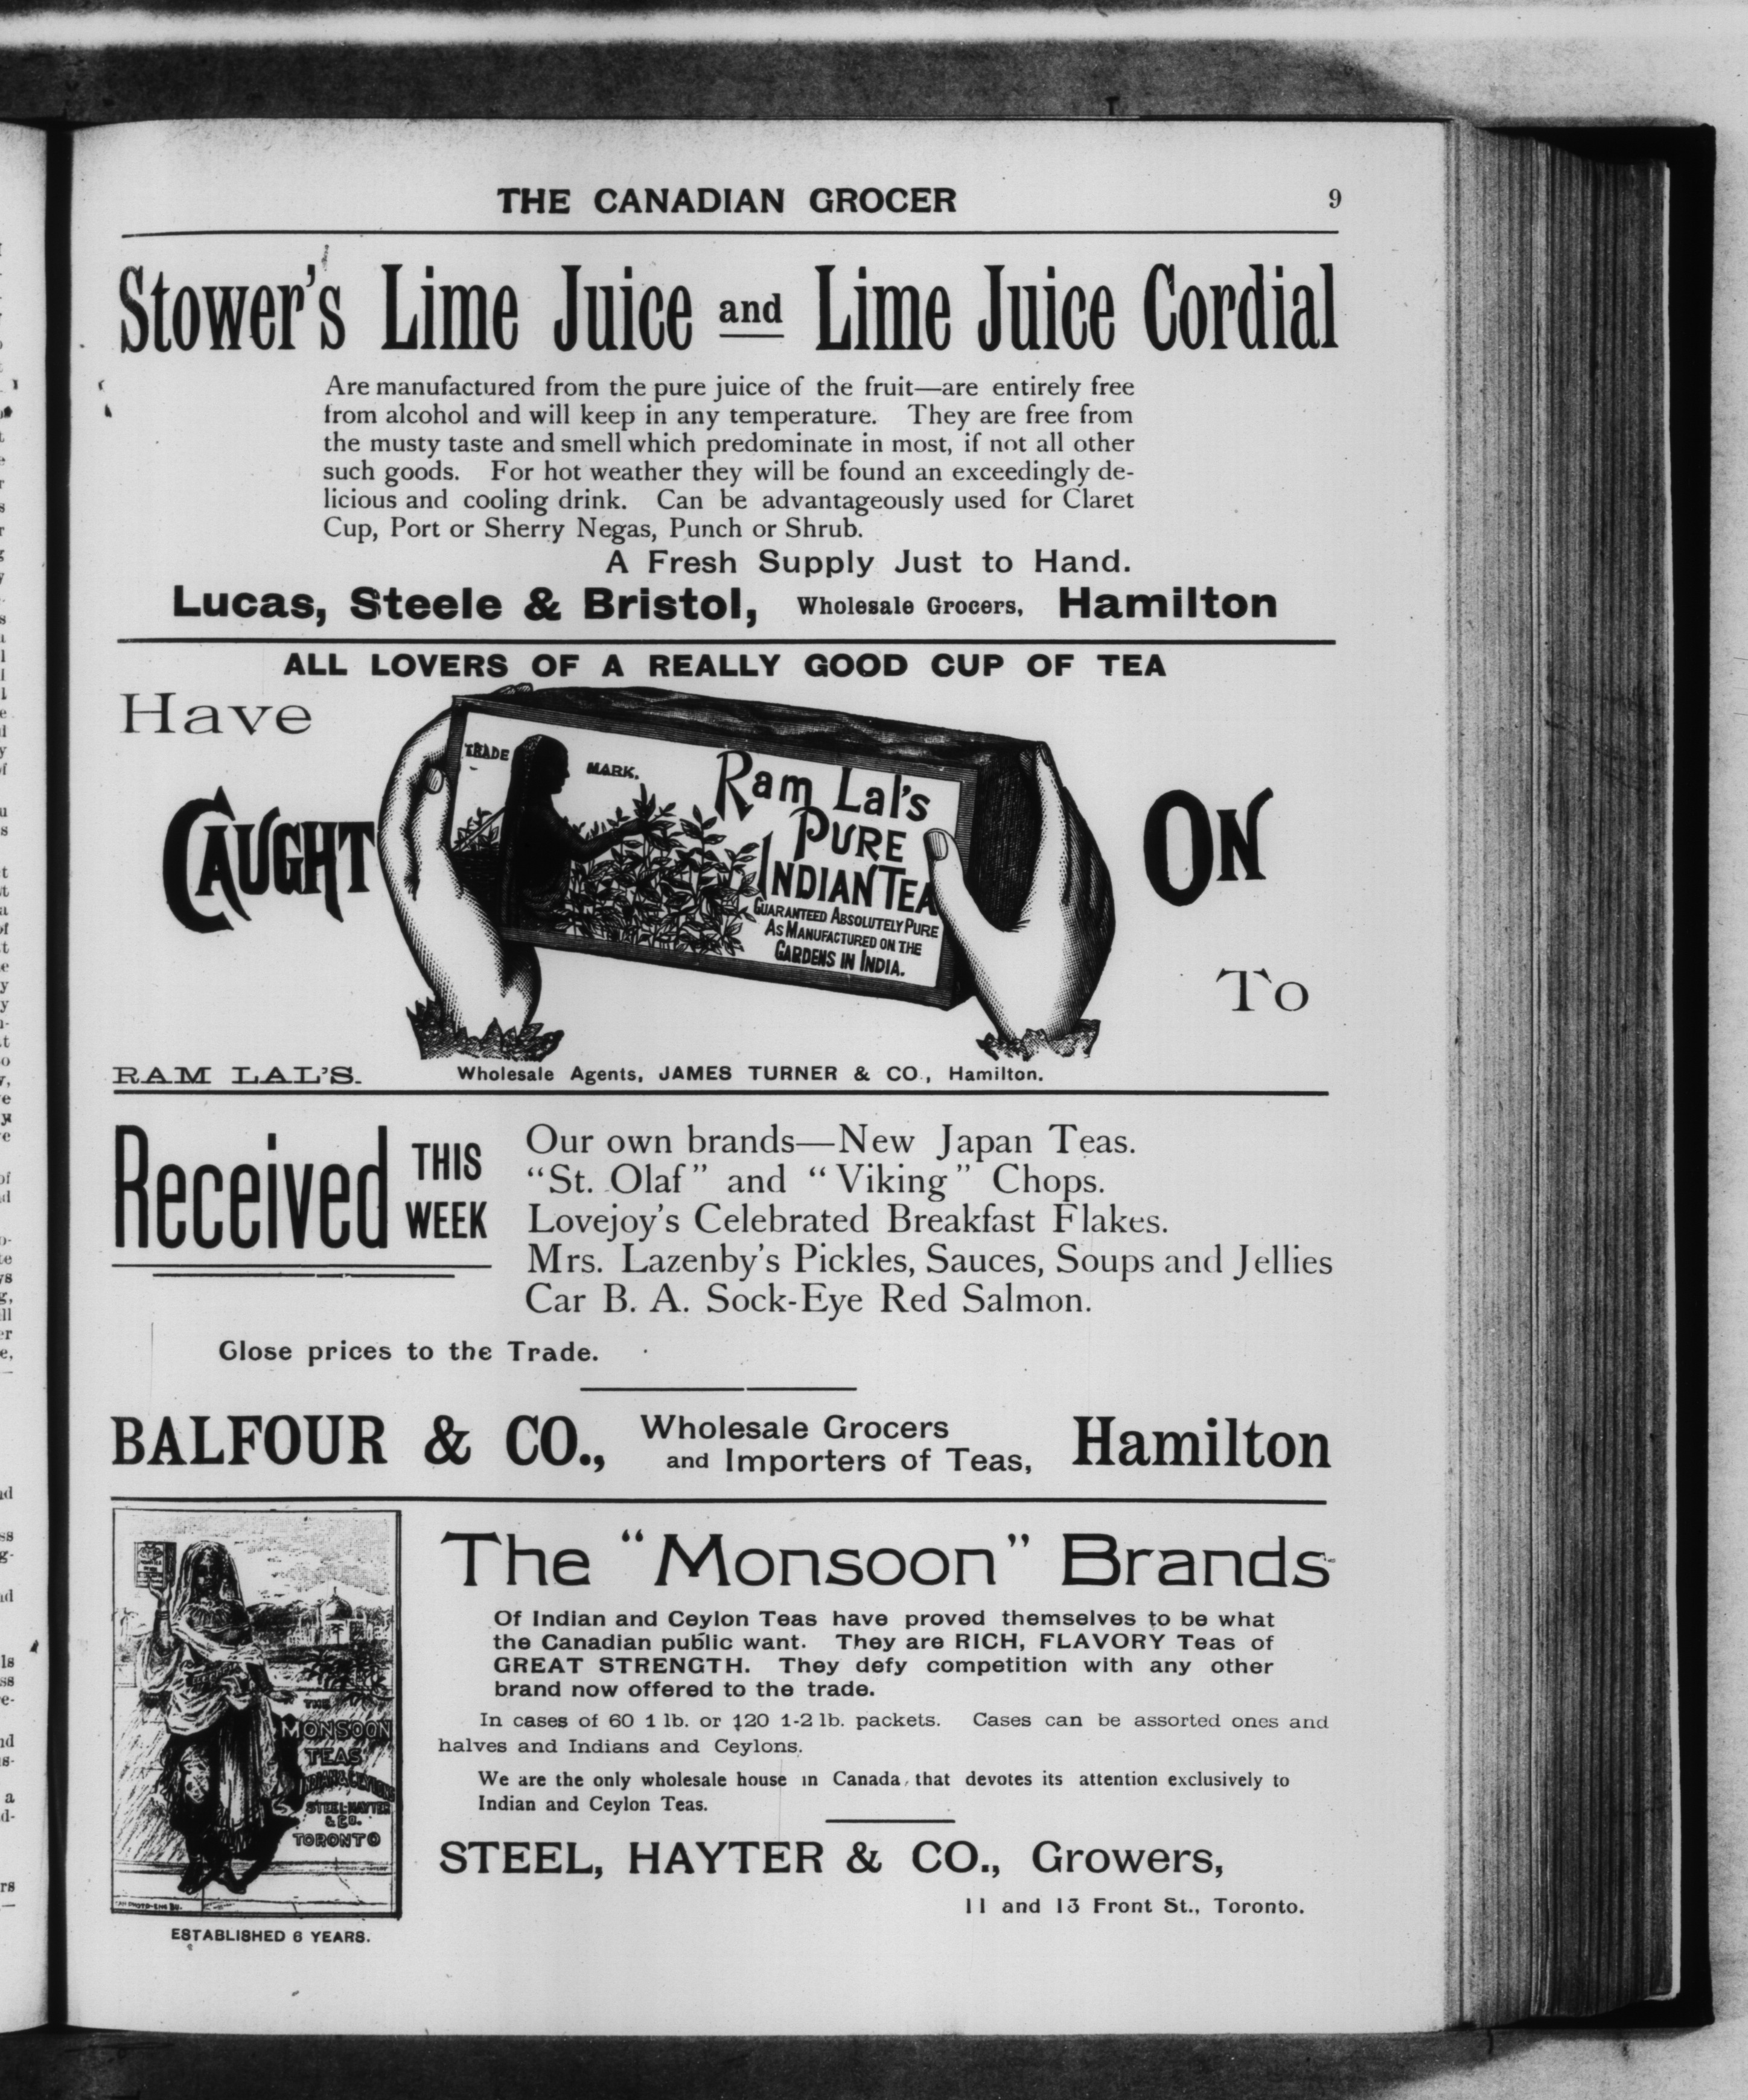 THE CANADIAN GROCER 9
Stower's Lime Juice and Lime Juice Cordial
Are manufactured from the pure juice of the fruit—are entirely free
from alcohol and will keep in any temperature. They are free from
the musty taste and smell which predominate in most, if not all other
such goods. For hot weather they will be found an exceedingly de-
licious and cooling drink. Can be advantageously used for Claret
Cup, Port or Sherry Negas, Punch or Shrub.
A Fresh Supply Just to Hand.
Lucas, Steele & Bristol, Wholesale Grocers, Hamilton
ALL LOVERS OF A REALLY GOOD CUP OF TEA
Have
CAUGHT
TRADE MARK.
Ram Lal's
PURE
INDIAN TEA
GUARANTEED ABSOLUTELY PURE
AS MANUFACTURED ON THE
GARDENS IN INDIA.
ON
To
RAM LAL'S. Wholesale Agents, JAMES TURNER & CO., Hamilton.
Received THIS WEEK
Our own brands—New Japan Teas.
"St. Olaf" and "Viking" Chops.
Lovejoy's Celebrated Breakfast Flakes.
Mrs. Lazenby's Pickles, Sauces, Soups and Jellies
Car B. A. Sock-Eye Red Salmon.
Close prices to the Trade.
BALFOUR & CO., Wholesale Grocers and Importers of Teas, Hamilton
The "Monsoon" Brands
Of Indian and Ceylon Teas have proved themselves to be what
the Canadian public want. They are RICH, FLAVORY Teas of
GREAT STRENGTH. They defy competition with any other
brand now offered to the trade.
In cases of 60 1 lb. or 120 1-2 lb. packets. Cases can be assorted ones and
halves and Indians and Ceylons.
We are the only wholesale house in Canada, that devotes its attention exclusively to
Indian and Ceylon Teas.
STEEL, HAYTER & CO., Growers,
11 and 13 Front St., Toronto.
THE
MONSOON
TEAS
INDIAN & CEYLONS
STEEL-HAYTER
& CO.
TORONTO
ESTABLISHED 6 YEARS.